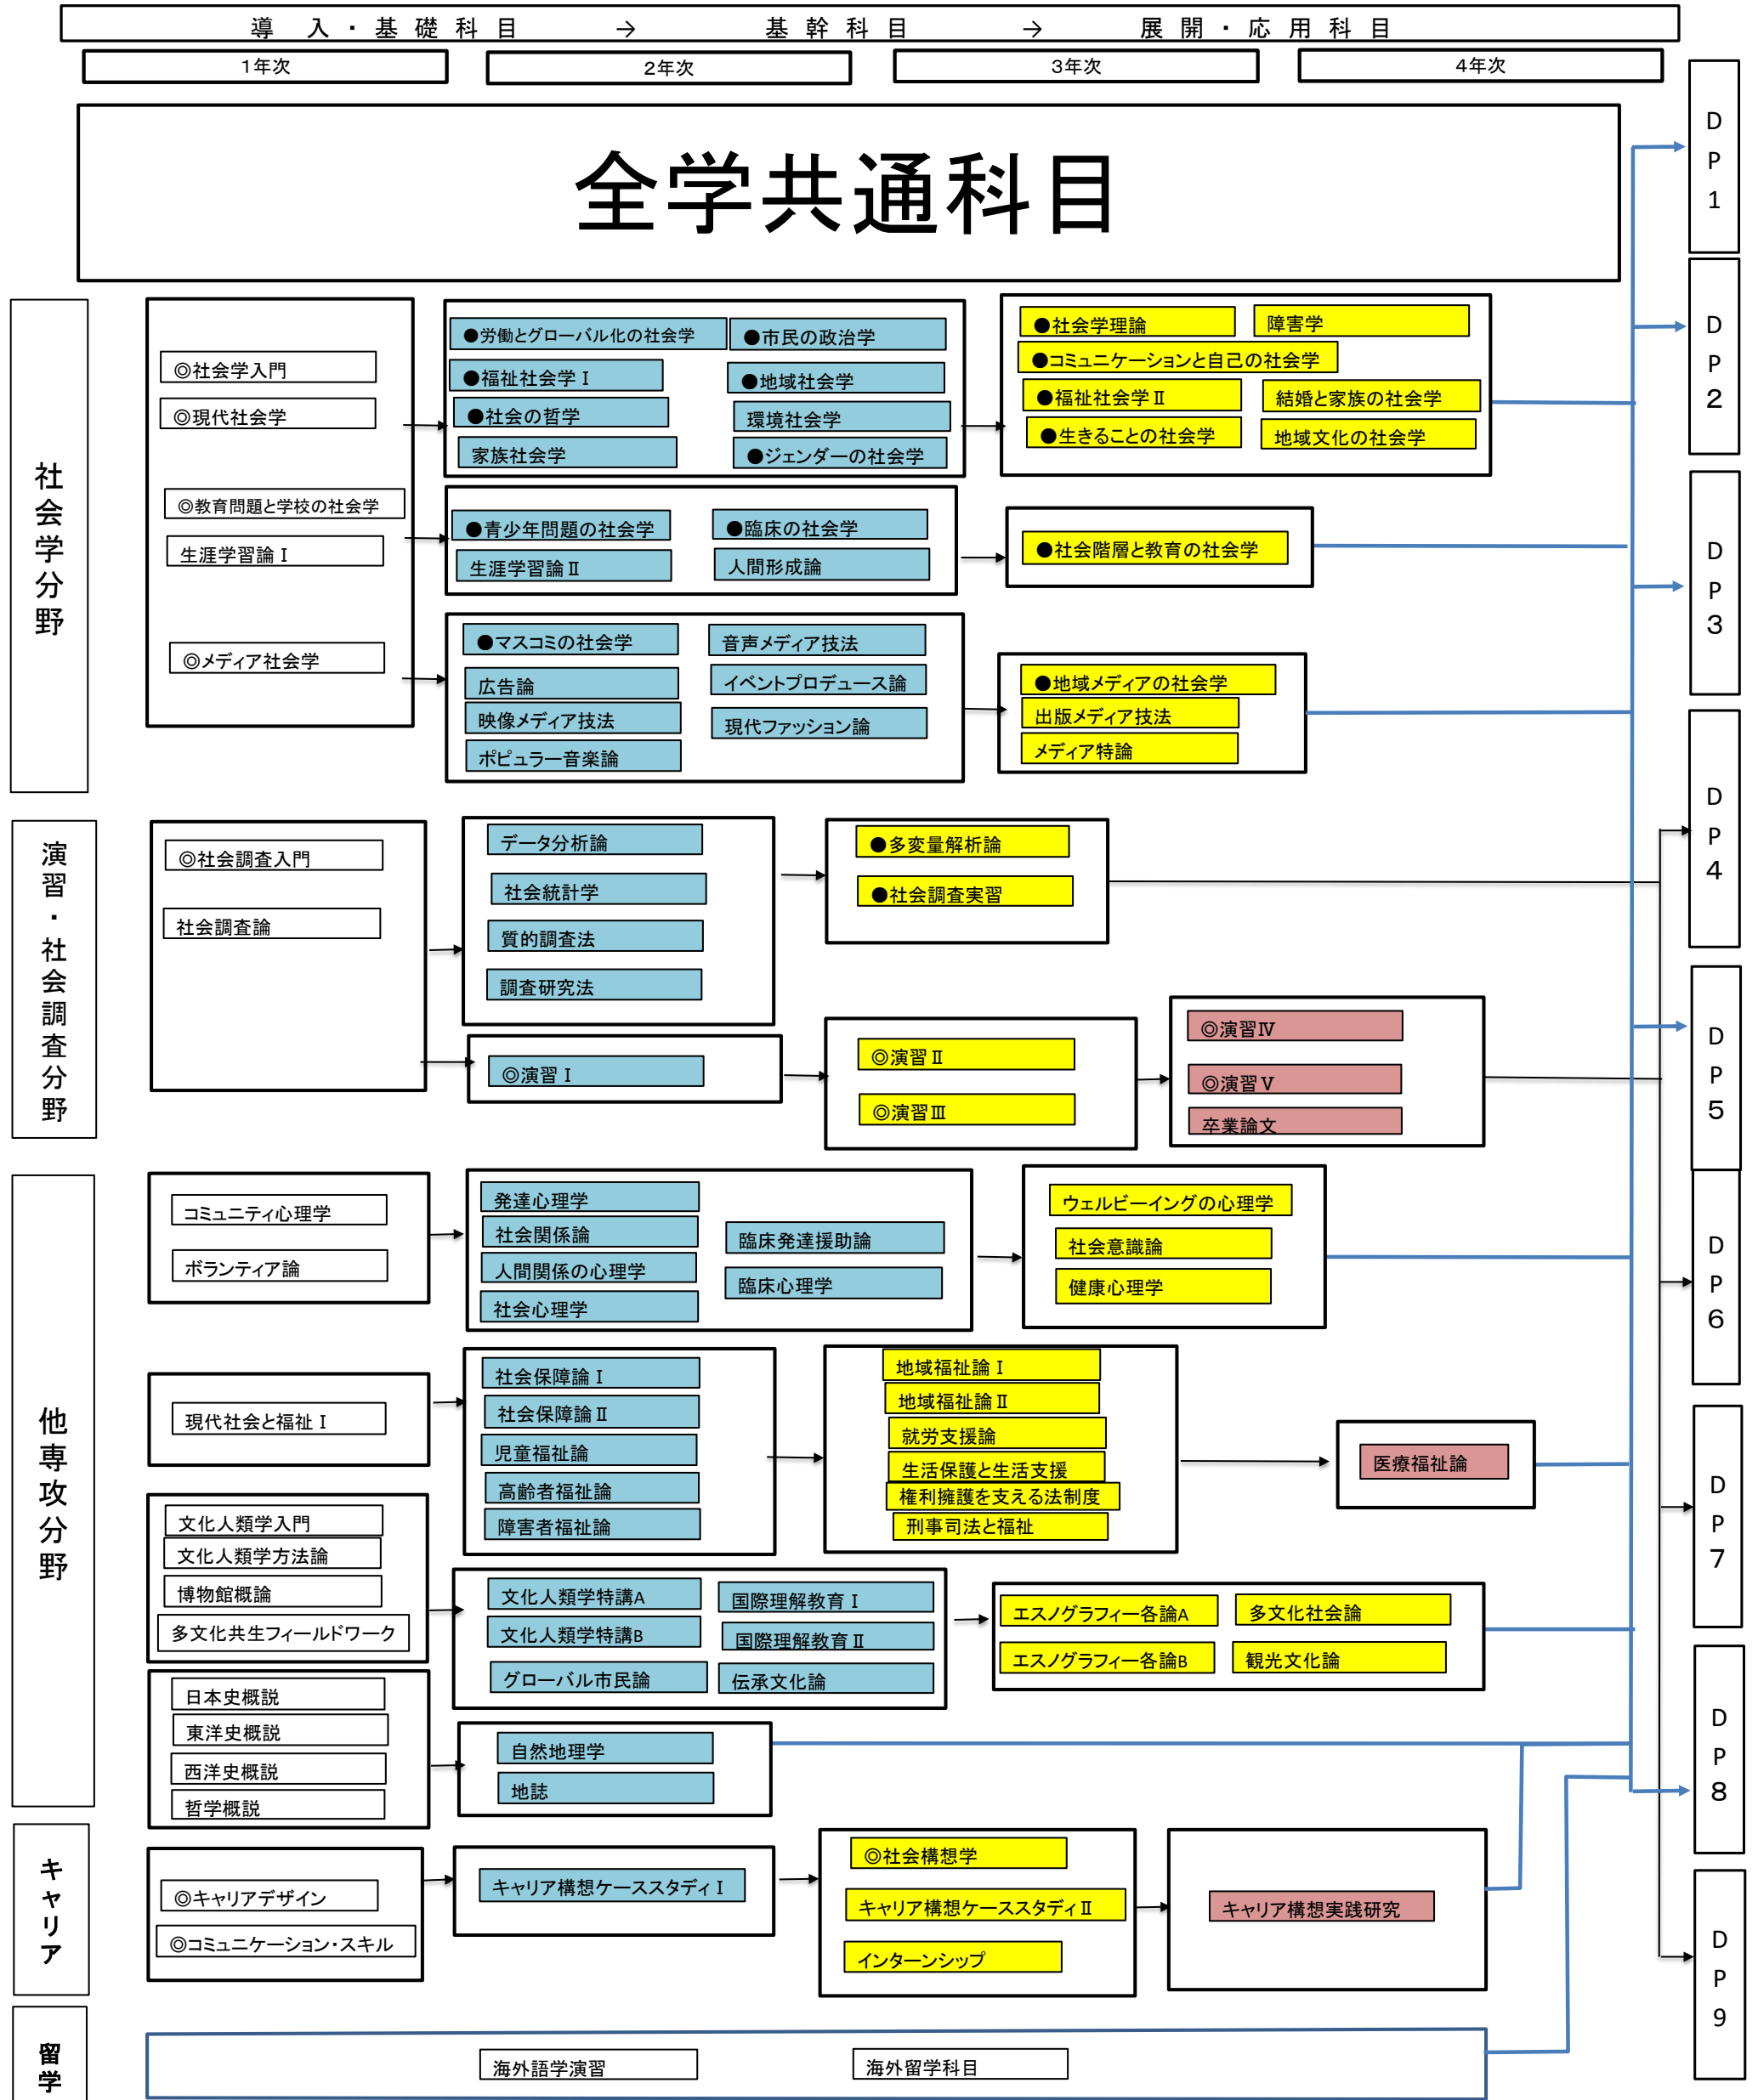 導 入・基 礎 科 目 → 基 幹 科 目 → 展 開・応 用 科 目
1年次
2年次
3年次
4年次
全学共通科目
DP1
DP2
DP3
DP4
DP5
DP6
DP7
DP8
DP9
社会学分野
◎社会学入門
◎現代社会学
◎教育問題と学校の社会学
生涯学習論Ⅰ
◎メディア社会学
●労働とグローバル化の社会学
●市民の政治学
●福祉社会学Ⅰ
●地域社会学
●社会の哲学
環境社会学
家族社会学
●ジェンダーの社会学
●社会学理論
障害学
●コミュニケーションと自己の社会学
●福祉社会学Ⅱ
結婚と家族の社会学
●生きることの社会学
地域文化の社会学
●青少年問題の社会学
●臨床の社会学
生涯学習論Ⅱ
人間形成論
●社会階層と教育の社会学
●マスコミの社会学
音声メディア技法
広告論
イベントプロデュース論
映像メディア技法
現代ファッション論
ポピュラー音楽論
●地域メディアの社会学
出版メディア技法
メディア特論
演習・社会調査分野
◎社会調査入門
社会調査論
データ分析論
社会統計学
質的調査法
調査研究法
●多変量解析論
●社会調査実習
◎演習Ⅰ
◎演習Ⅱ
◎演習Ⅲ
◎演習Ⅳ
◎演習Ⅴ
卒業論文
他専攻分野
コミュニティ心理学
ボランティア論
発達心理学
社会関係論
臨床発達援助論
人間関係の心理学
臨床心理学
社会心理学
ウェルビーイングの心理学
社会意識論
健康心理学
現代社会と福祉Ⅰ
社会保障論Ⅰ
社会保障論Ⅱ
児童福祉論
高齢者福祉論
障害者福祉論
地域福祉論Ⅰ
地域福祉論Ⅱ
就労支援論
生活保護と生活支援
権利擁護を支える法制度
刑事司法と福祉
医療福祉論
文化人類学入門
文化人類学方法論
博物館概論
多文化共生フィールドワーク
文化人類学特講A
国際理解教育Ⅰ
文化人類学特講B
国際理解教育Ⅱ
グローバル市民論
伝承文化論
エスノグラフィー各論A
多文化社会論
エスノグラフィー各論B
観光文化論
日本史概説
東洋史概説
西洋史概説
哲学概説
自然地理学
地誌
キャリア
◎キャリアデザイン
◎コミュニケーション・スキル
キャリア構想ケーススタディⅠ
◎社会構想学
キャリア構想ケーススタディⅡ
インターンシップ
キャリア構想実践研究
留学
海外語学演習
海外留学科目